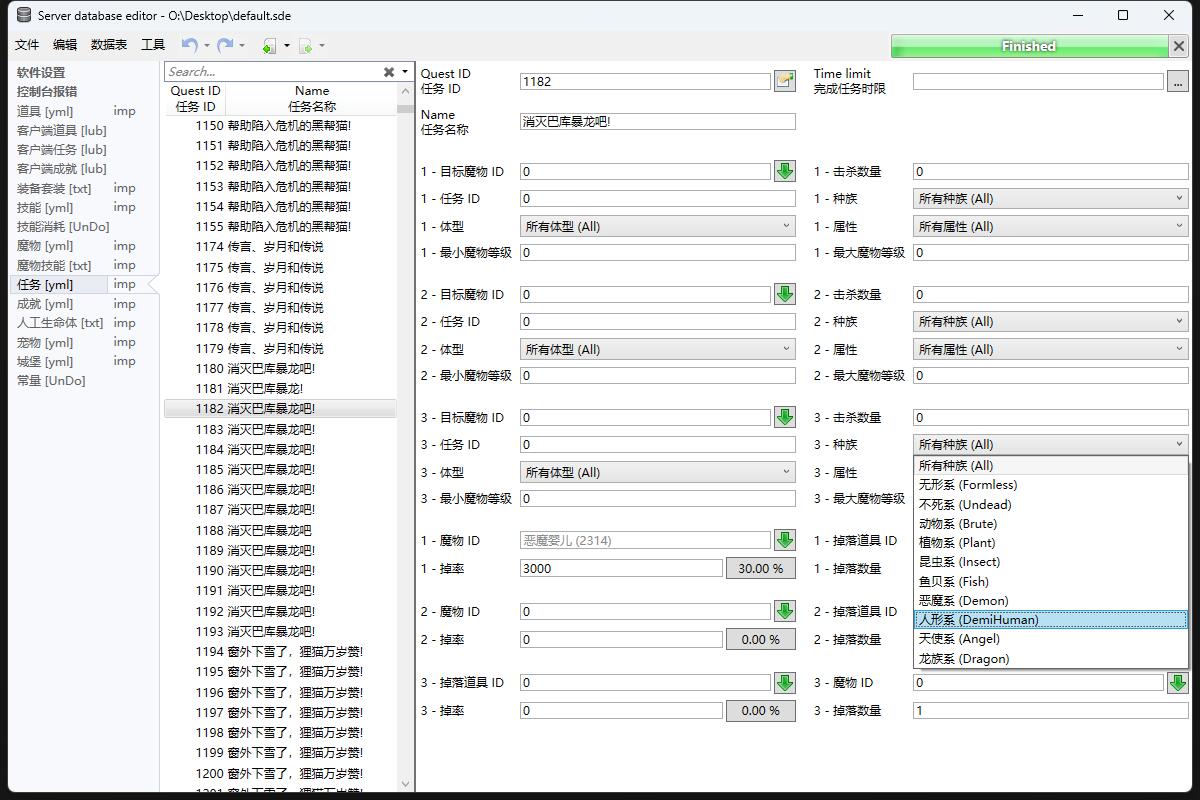 Server database editor - O:\Desktop\default.sde
文件 编辑 数据表 工具
Finished
软件设置
控制台报错
道具 [yml] imp
客户端道具 [lub]
客户端任务 [lub]
客户端成就 [lub]
装备套装 [txt] imp
技能 [yml] imp
技能消耗 [UnDo]
魔物 [yml] imp
魔物技能 [txt] imp
任务 [yml] imp
成就 [yml] imp
人工生命体 [txt] imp
宠物 [yml] imp
城堡 [yml] imp
常量 [UnDo]
Search...
Quest ID Name
任务 ID 任务名称
1150 帮助陷入危机的黑帮猫!
1151 帮助陷入危机的黑帮猫!
1152 帮助陷入危机的黑帮猫!
1153 帮助陷入危机的黑帮猫!
1154 帮助陷入危机的黑帮猫!
1155 帮助陷入危机的黑帮猫!
1174 传言、岁月和传说
1175 传言、岁月和传说
1176 传言、岁月和传说
1177 传言、岁月和传说
1178 传言、岁月和传说
1179 传言、岁月和传说
1180 消灭巴库暴龙吧!
1181 消灭巴库暴龙!
1182 消灭巴库暴龙吧!
1183 消灭巴库暴龙吧!
1184 消灭巴库暴龙吧!
1185 消灭巴库暴龙吧!
1186 消灭巴库暴龙吧!
1187 消灭巴库暴龙吧!
1188 消灭巴库暴龙吧
1189 消灭巴库暴龙吧!
1190 消灭巴库暴龙吧!
1191 消灭巴库暴龙吧!
1192 消灭巴库暴龙吧!
1193 消灭巴库暴龙吧!
1194 窗外下雪了，狸猫万岁赞!
1195 窗外下雪了，狸猫万岁赞!
1196 窗外下雪了，狸猫万岁赞!
1197 窗外下雪了，狸猫万岁赞!
1198 窗外下雪了，狸猫万岁赞!
1199 窗外下雪了，狸猫万岁赞!
1200 窗外下雪了，狸猫万岁赞!
Quest ID
任务 ID 1182
Time limit
完成任务时限 ...
Name
任务名称 消灭巴库暴龙吧!
1 - 目标魔物 ID 0 1 - 击杀数量 0
1 - 任务 ID 0 1 - 种族 所有种族 (All)
1 - 体型 所有体型 (All) 1 - 属性 所有属性 (All)
1 - 最小魔物等级 0 1 - 最大魔物等级 0
2 - 目标魔物 ID 0 2 - 击杀数量 0
2 - 任务 ID 0 2 - 种族 所有种族 (All)
2 - 体型 所有体型 (All) 2 - 属性 所有属性 (All)
2 - 最小魔物等级 0 2 - 最大魔物等级 0
3 - 目标魔物 ID 0 3 - 击杀数量 0
3 - 任务 ID 0 3 - 种族 所有种族 (All)
3 - 体型 所有体型 (All) 3 - 属性
3 - 最小魔物等级 0 3 - 最大魔物等级
所有种族 (All)
无形系 (Formless)
不死系 (Undead)
动物系 (Brute)
植物系 (Plant)
昆虫系 (Insect)
鱼贝系 (Fish)
恶魔系 (Demon)
人形系 (DemiHuman)
天使系 (Angel)
龙族系 (Dragon)
1 - 魔物 ID 恶魔婴儿 (2314) 1 - 掉落道具 ID
1 - 掉率 3000 30.00 % 1 - 掉落数量
2 - 魔物 ID 0 2 - 掉落道具 ID
2 - 掉率 0 0.00 % 2 - 掉落数量
3 - 掉落道具 ID 0 3 - 魔物 ID 0
3 - 掉率 0 0.00 % 3 - 掉落数量 1